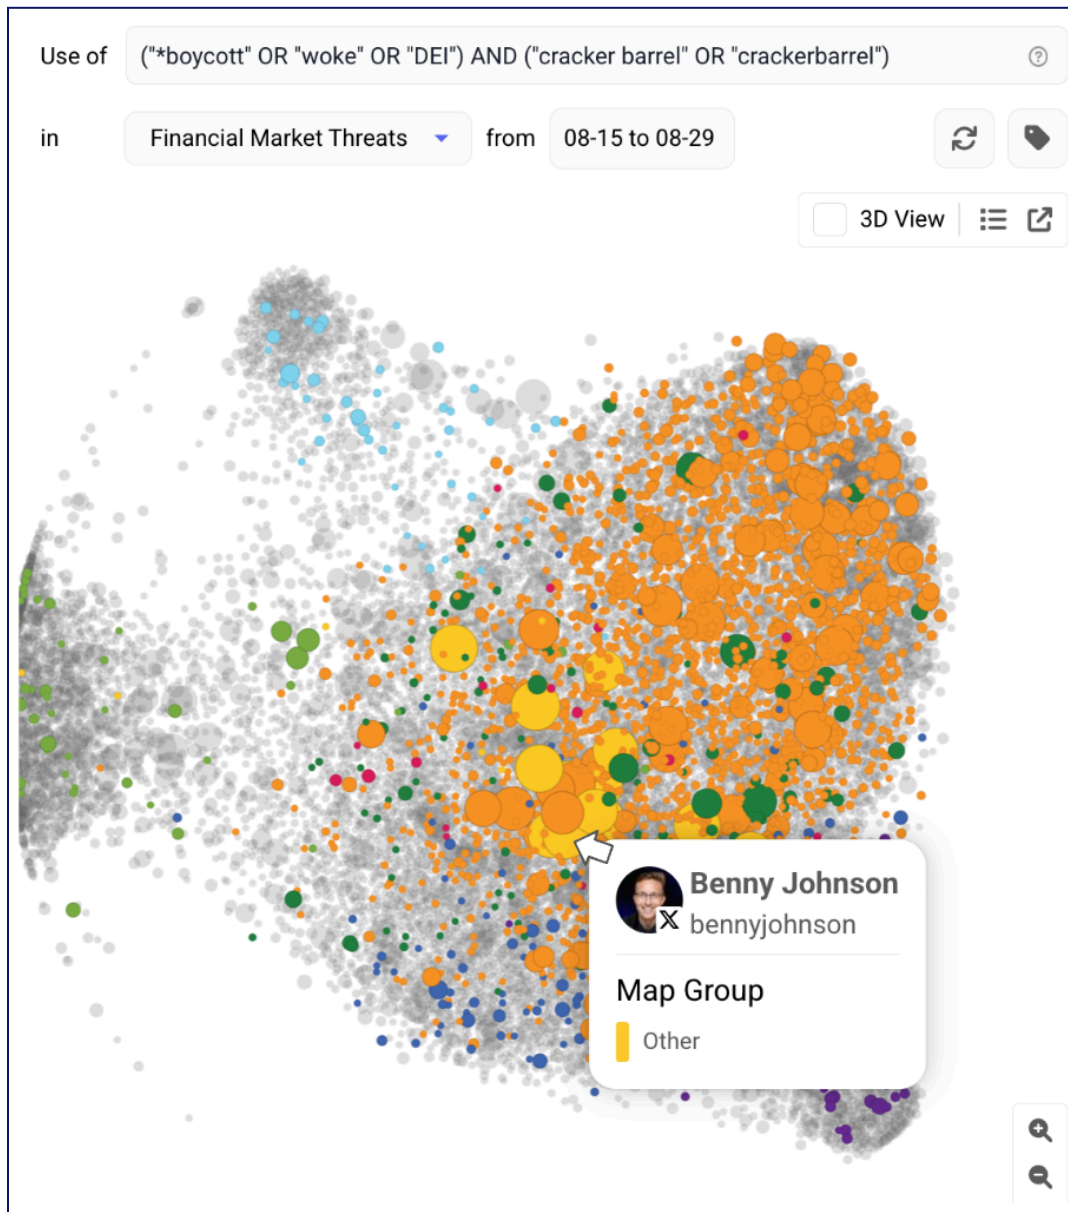 Use of ("*boycott" OR "woke" OR "DEI") AND ("cracker barrel" OR "crackerbarrel")
in Financial Market Threats from 08-15 to 08-29
3D View
Benny Johnson
bennyjohnson
Map Group
Other